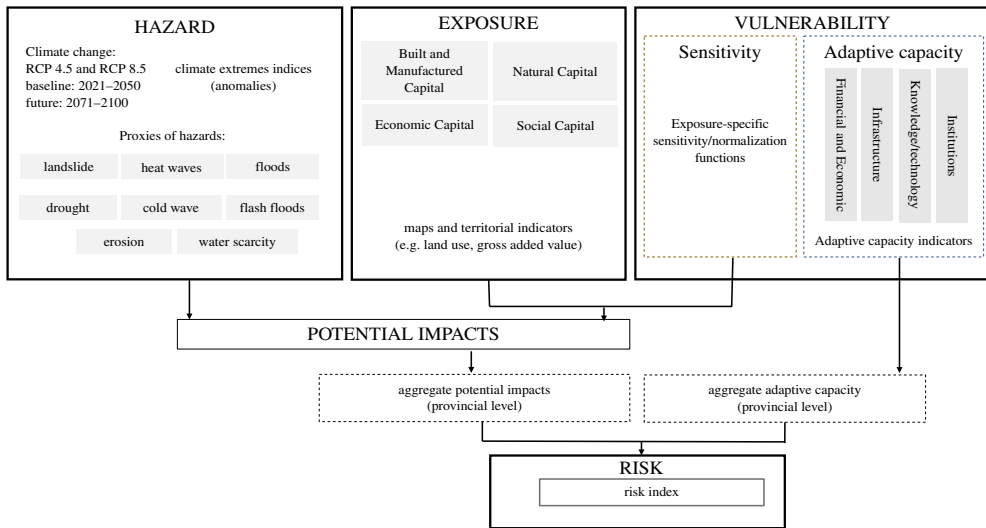 HAZARD
Climate change:
RCP 4.5 and RCP 8.5
baseline: 2021–2050
future: 2071–2100
climate extremes indices
(anomalies)
Proxies of hazards:
landslide
heat waves
floods
drought
cold wave
flash floods
erosion
water scarcity
EXPOSURE
Built and
Manufactured
Capital
Natural Capital
Economic Capital
Social Capital
maps and territorial indicators
(e.g. land use, gross added value)
VULNERABILITY
Sensitivity
Exposure-specific
sensitivity/normalization
functions
Adaptive capacity
Financial and Economic
Infrastructure
Knowledge/technology
Institutions
Adaptive capacity indicators
POTENTIAL IMPACTS
aggregate potential impacts
(provincial level)
aggregate adaptive capacity
(provincial level)
RISK
risk index